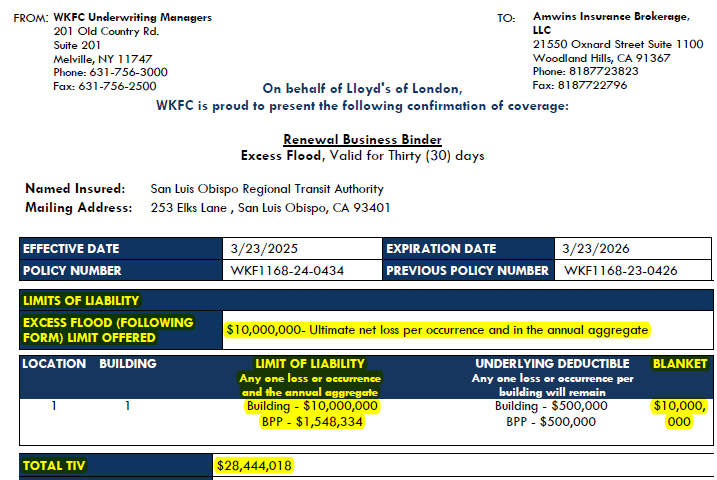 FROM: WKFC Underwriting Managers
201 Old Country Rd.
Suite 201
Melville, NY 11747
Phone: 631-756-3000
Fax: 631-756-2500
TO: Amwins Insurance Brokerage,
LLC
21550 Oxnard Street Suite 1100
Woodland Hills, CA 91367
Phone: 8187723823
Fax: 8187722796
On behalf of Lloyd's of London,
WKFC is proud to present the following confirmation of coverage:
Renewal Business Binder
Excess Flood, Valid for Thirty (30) days
Named Insured: San Luis Obispo Regional Transit Authority
Mailing Address: 253 Elks Lane , San Luis Obispo, CA 93401
EFFECTIVE DATE 3/23/2025 EXPIRATION DATE 3/23/2026
POLICY NUMBER WKF1168-24-0434 PREVIOUS POLICY NUMBER WKF1168-23-0426
LIMITS OF LIABILITY
EXCESS FLOOD (FOLLOWING
FORM) LIMIT OFFERED
$10,000,000- Ultimate net loss per occurrence and in the annual aggregate
LOCATION BUILDING LIMIT OF LIABILITY UNDERLYING DEDUCTIBLE BLANKET
Any one loss or occurrence Any one loss or occurrence per
and the annual aggregate building will remain
1 1 Building - $10,000,000 Building - $500,000 $10,000,
BPP - $1,548,334 BPP - $500,000 000
TOTAL TIV $28,444,018